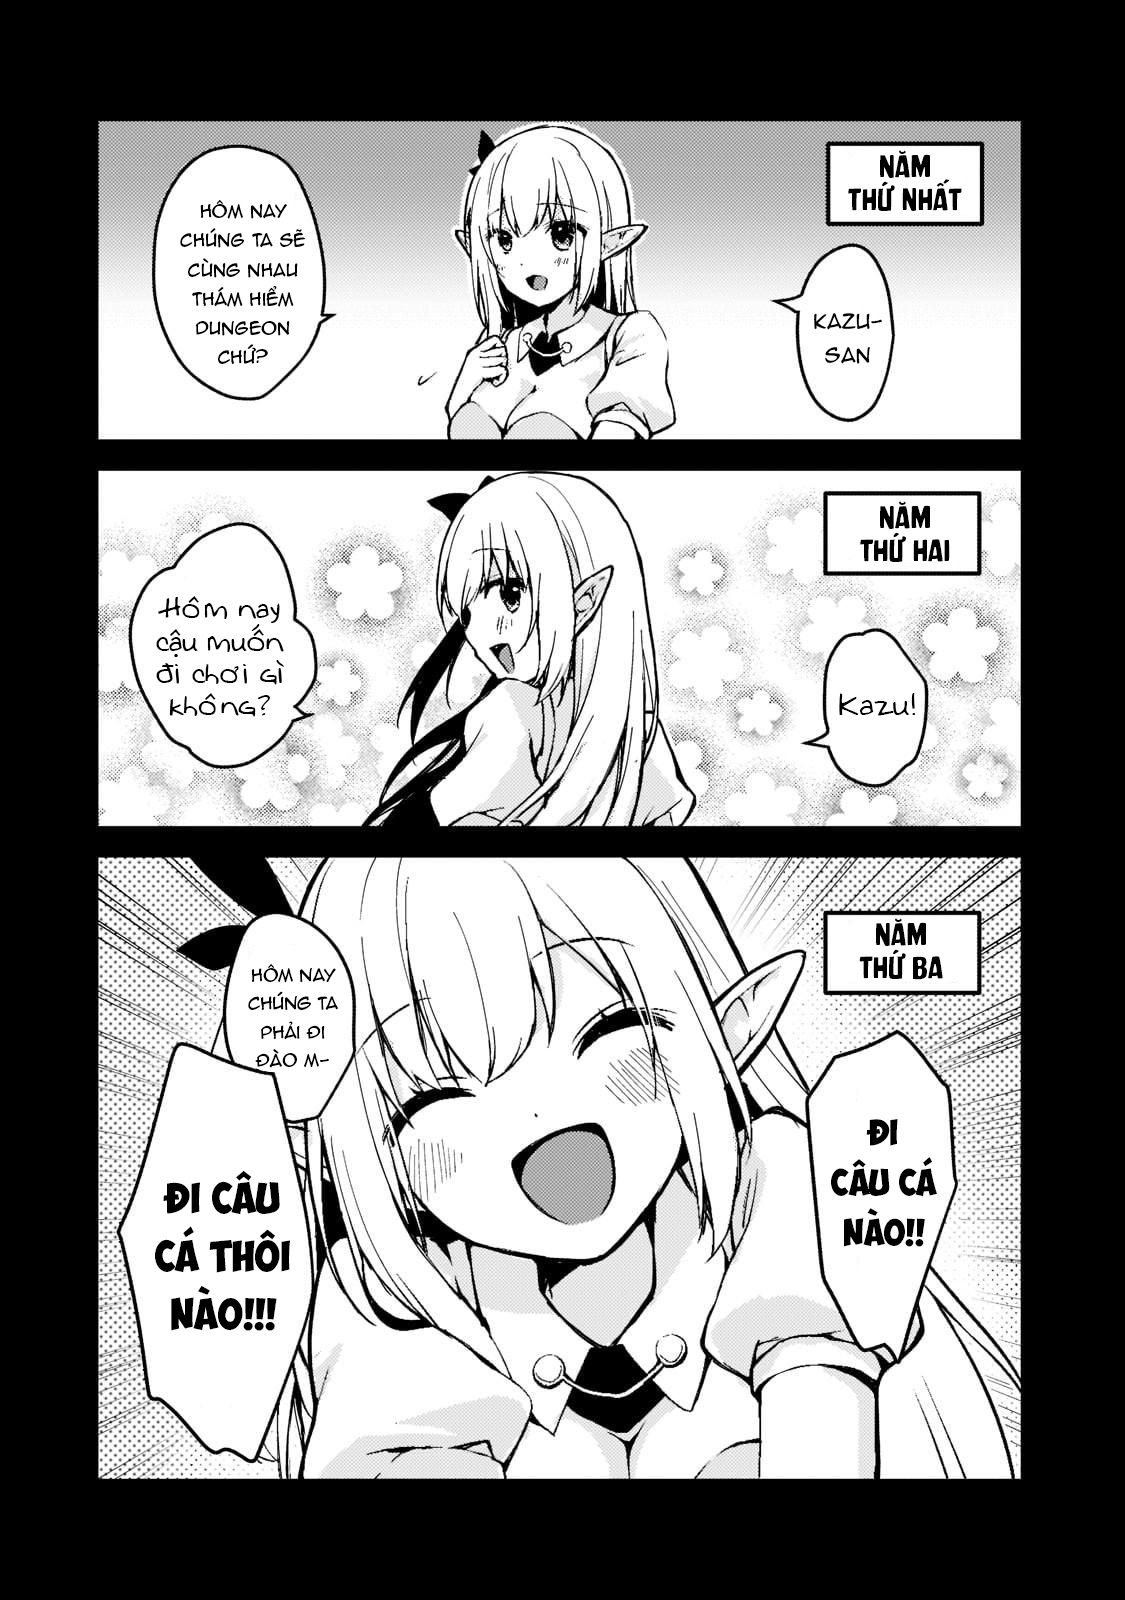 NĂM
THỨ NHẤT
KAZU-
SAN
HÔM NAY
CHÚNG TA SẼ
CÙNG NHAU
THÁM HIỂM
DUNGEON
CHỨ?
NĂM
THỨ HAI
Kazu!
Hôm nay
cậu muốn
đi chơi gì
không?
NĂM
THỨ BA
ĐI
CÂU CÁ
NÀO!!
HÔM NAY
CHÚNG TA
PHẢI ĐI
ĐÀO M-
ĐI CÂU
CÁ THÔI
NÀO!!!